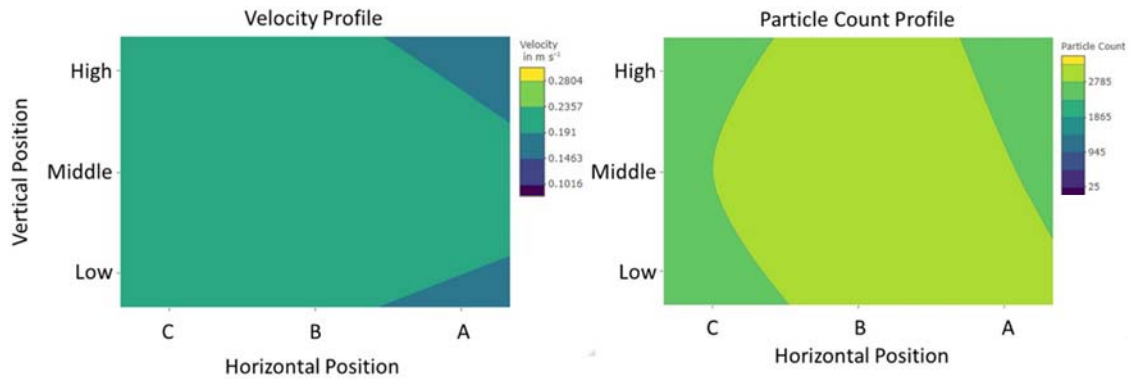 Velocity Profile
Velocity
in m s⁻¹
0.2804
0.2357
0.191
0.1463
0.1016
High
Middle
Low
Vertical Position
C B A
Horizontal Position
Particle Count Profile
Particle Count
2785
1865
945
25
High
Middle
Low
C B A
Horizontal Position